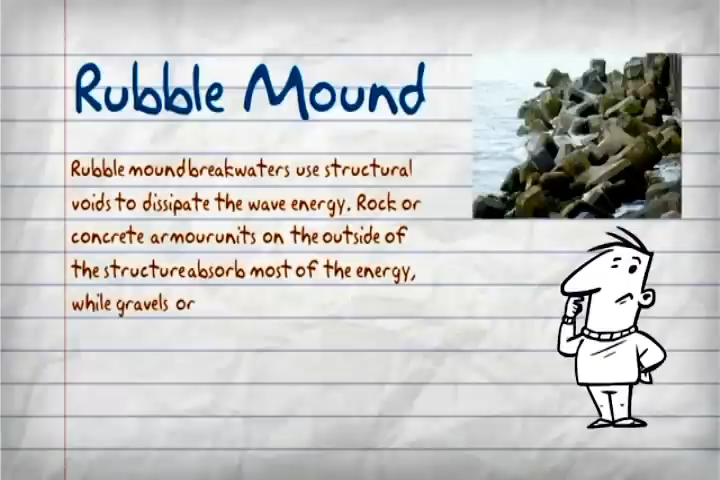 Rubble Mound
Rubble mound breakwaters use structural
voids to dissipate the wave energy. Rock or
concrete armour units on the outside of
the structure absorb most of the energy,
while gravels or